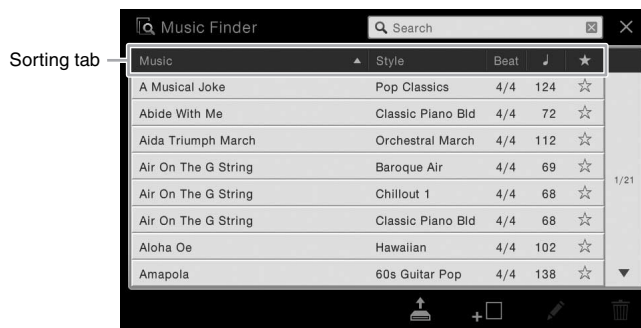 Music Finder
Search
Sorting tab
Music Style Beat ♩ ★
A Musical Joke Pop Classics 4/4 124 ☆
Abide With Me Classic Piano Bld 4/4 72 ☆
Aida Triumph March Orchestral March 4/4 112 ☆
Air On The G String Baroque Air 4/4 69 ☆
Air On The G String Chillout 1 4/4 68 ☆
Air On The G String Classic Piano Bld 4/4 68 ☆
Aloha Oe Hawaiian 4/4 102 ☆
Amapola 60s Guitar Pop 4/4 138 ☆
1/21